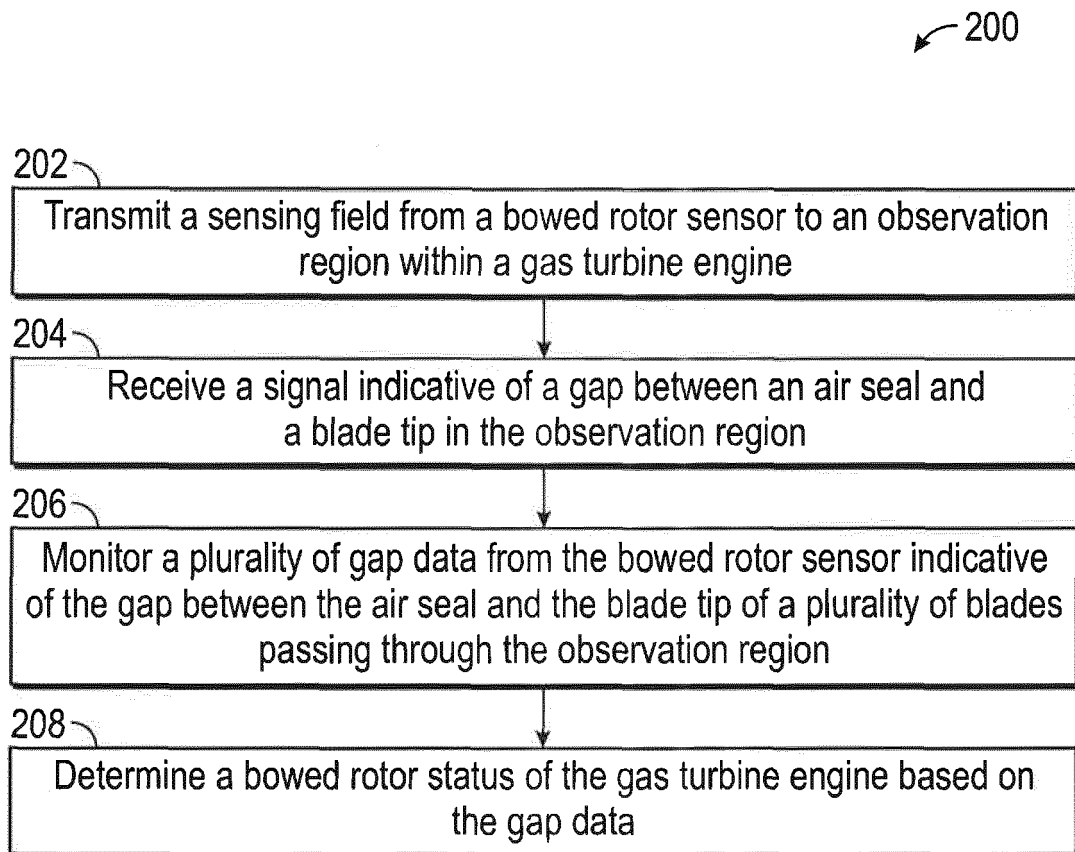 200
202
Transmit a sensing field from a bowed rotor sensor to an observation
region within a gas turbine engine
204
Receive a signal indicative of a gap between an air seal and
a blade tip in the observation region
206
Monitor a plurality of gap data from the bowed rotor sensor indicative
of the gap between the air seal and the blade tip of a plurality of blades
passing through the observation region
208
Determine a bowed rotor status of the gas turbine engine based on
the gap data